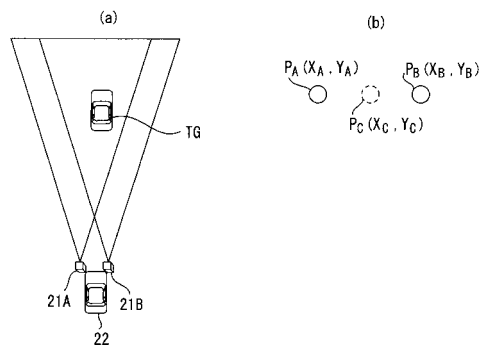 (a)
(b)
P_A (X_A , Y_A)
P_B (X_B , Y_B)
P_C (X_C , Y_C)
TG
21A
21B
22